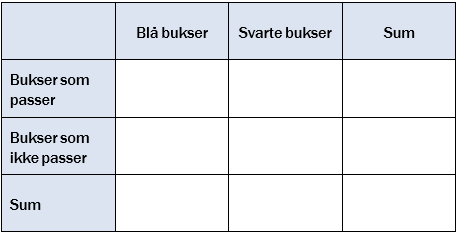 Blå bukser Svarte bukser Sum
Bukser som
passer
Bukser som
ikke passer
Sum